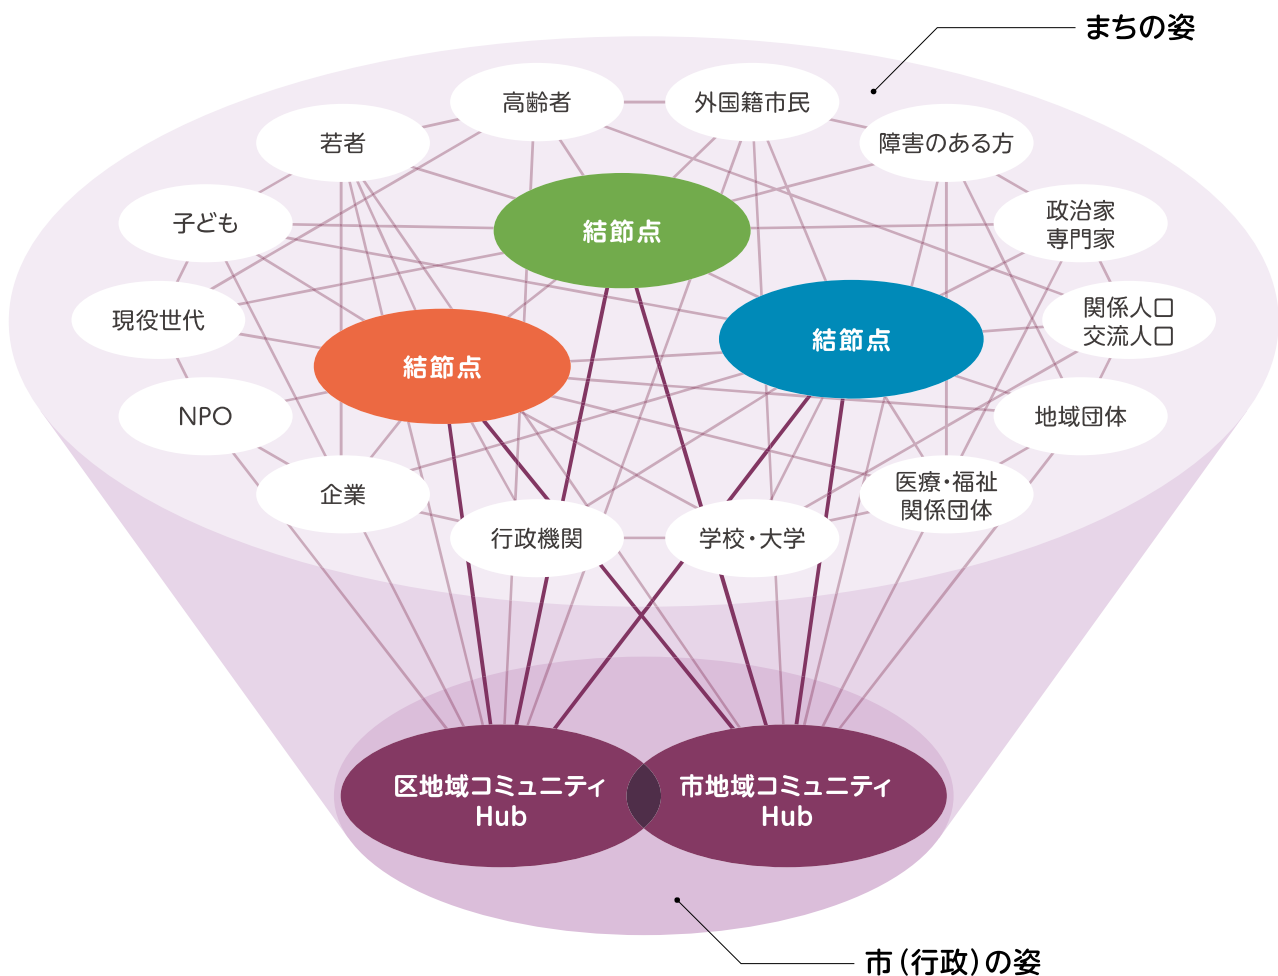 まちの姿
高齢者
外国籍市民
若者
障害のある方
子ども
政治家
専門家
結節点
現役世代
関係人口
交流人口
結節点
結節点
NPO
地域団体
企業
医療・福祉
関係団体
行政機関
学校・大学
区地域コミュニティ
Hub
市地域コミュニティ
Hub
市（行政）の姿